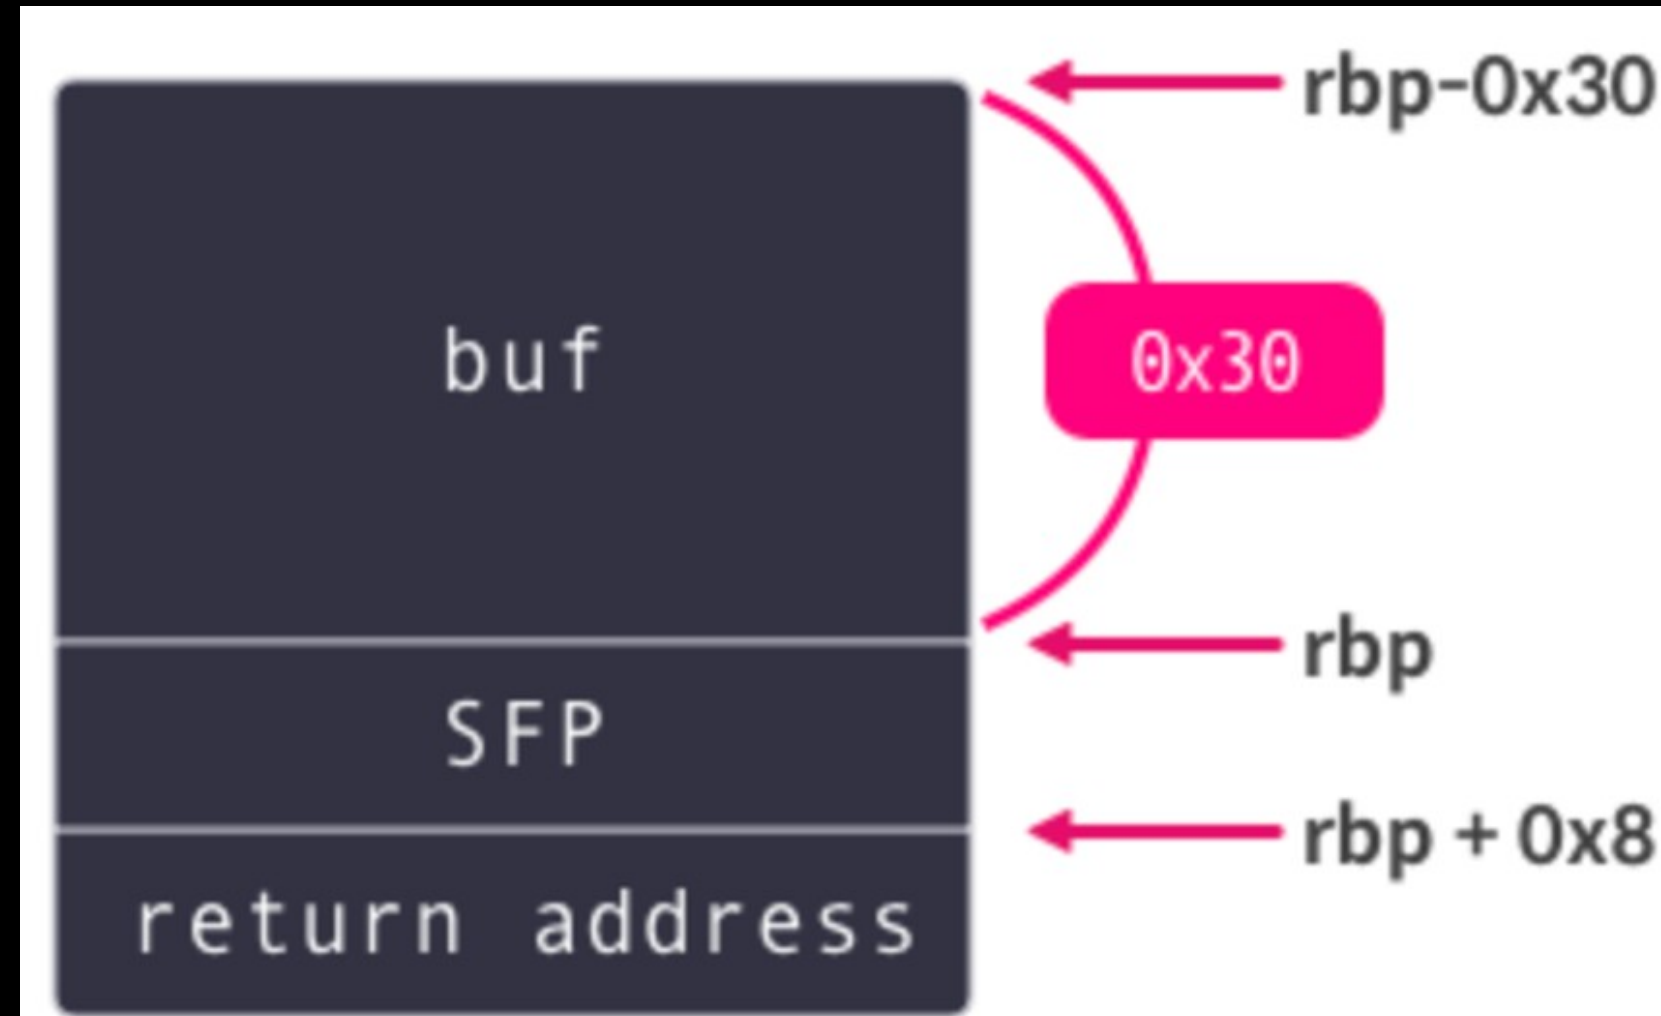 rbp-0x30
buf
0x30
rbp
SFP
rbp + 0x8
return address